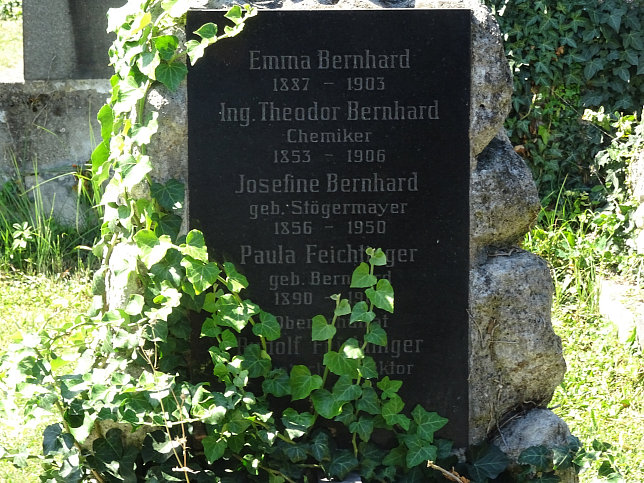 Emma Bernhard
1887 - 1903
Ing. Theodor Bernhard
Chemiker
1853 - 1906
Josefine Bernhard
geb. Stögermayer
1856 - 1950
Paula
geb.
1890